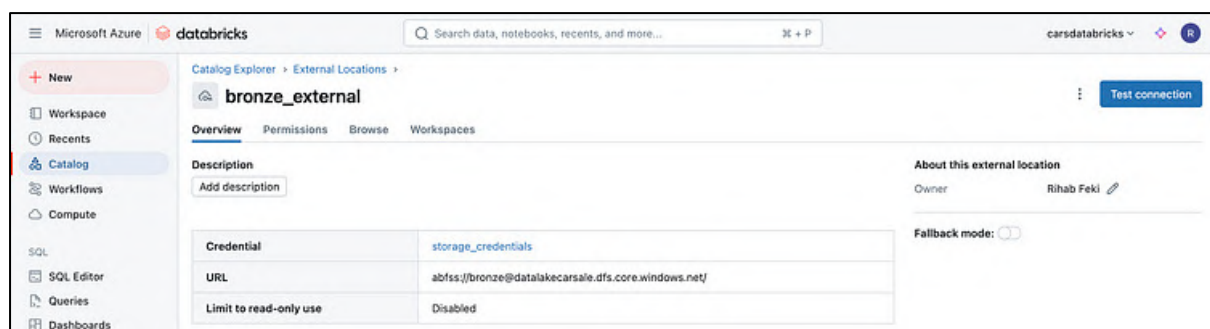 Microsoft Azure databricks Search data, notebooks, recents, and more... ⌘ + P carsdatabricks R
+ New
Workspace
Recents
Catalog
Workflows
Compute
SQL
SQL Editor
Queries
Dashboards
Catalog Explorer > External Locations >
bronze_external
Test connection
Overview Permissions Browse Workspaces
Description
Add description
Credential storage_credentials
URL abfss://bronze@datalakecarsale.dfs.core.windows.net/
Limit to read-only use Disabled
About this external location
Owner Rihab Feki
Fallback mode: